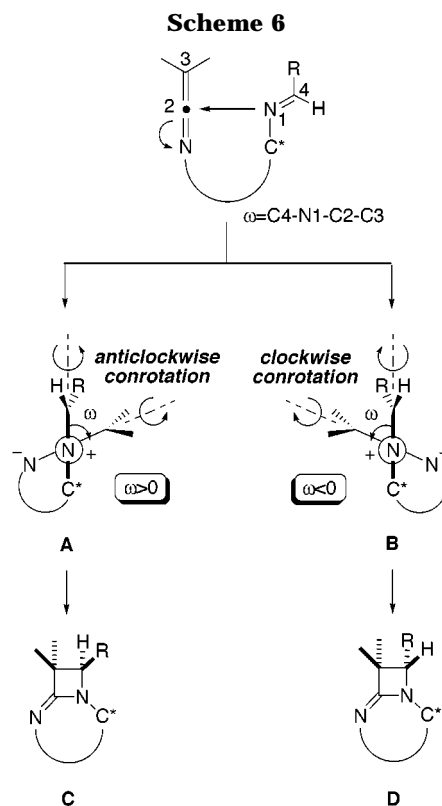 Scheme 6
3
R
2
4
N
H
1
N
C*
ω=C4-N1-C2-C3
anticlockwise conrotation
clockwise conrotation
H R
R H
ω
ω
N
N
−N
+
+
N−
C*
C*
ω>0
ω<0
A
B
H
R
R
H
N
N
N
N
C*
C*
C
D